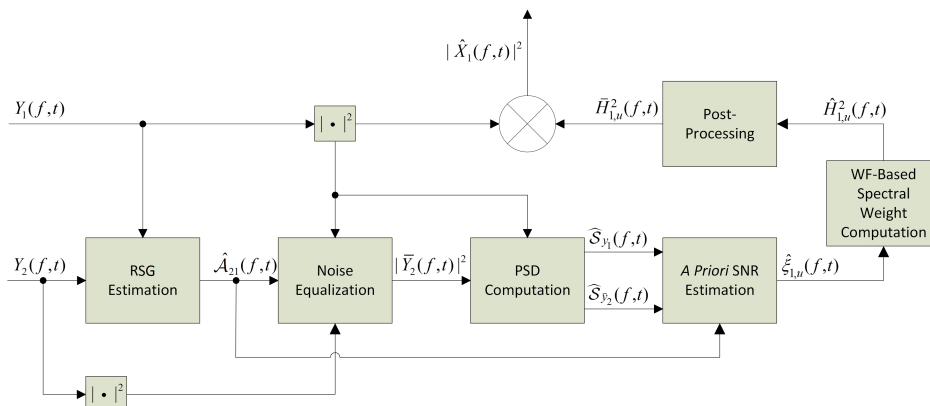 | X̂₁(f,t)|²
Y₁(f,t)
| • |²
H̄²₁,ᵤ(f,t)
Post-
Processing
Ĥ²₁,ᵤ(f,t)
WF-Based
Spectral
Weight
Computation
Y₂(f,t)
RSG
Estimation
𝒜̂₂₁(f,t)
Noise
Equalization
| Ȳ₂(f,t)|²
PSD
Computation
𝒮̂_y₁(f,t)
𝒮̂_ȳ₂(f,t)
A Priori SNR
Estimation
ξ̂₁,ᵤ(f,t)
| • |²